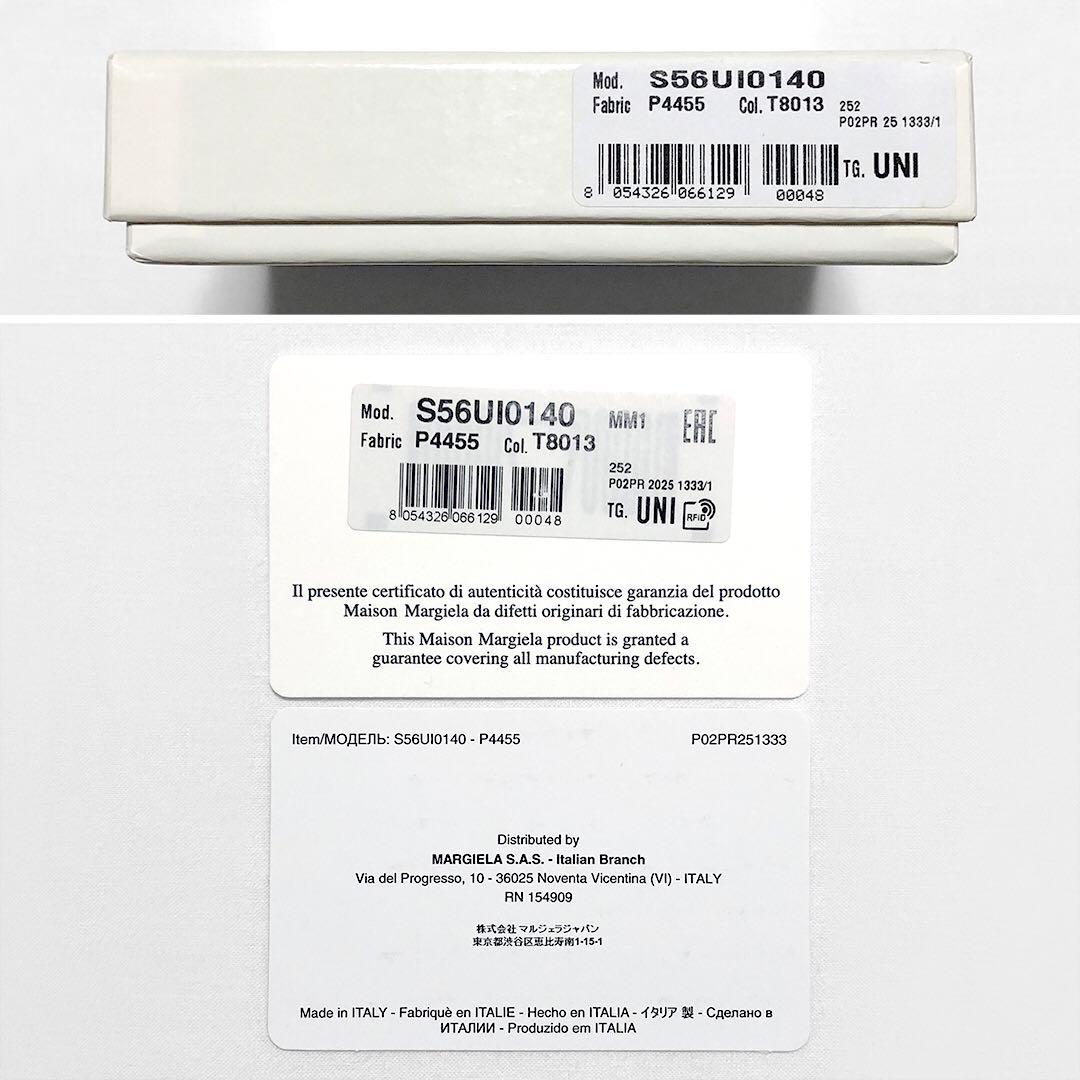 Mod. S56UI0140
Fabric P4455 Col. T8013 252
P02PR 25 1333/1
TG. UNI
8 054326 066129 00048
Mod. S56UI0140 MM1 EAC
Fabric P4455 Col. T8013
252
P02PR 2025 1333/1
TG. UNI RFID
8 054326 066129 00048
Il presente certificato di autenticità costituisce garanzia del prodotto
Maison Margiela da difetti originari di fabbricazione.
This Maison Margiela product is granted a
guarantee covering all manufacturing defects.
Item/МОДЕЛЬ: S56UI0140 - P4455 P02PR251333
Distributed by
MARGIELA S.A.S. - Italian Branch
Via del Progresso, 10 - 36025 Noventa Vicentina (VI) - ITALY
RN 154909
株式会社 マルジェラジャパン
東京都渋谷区恵比寿南1-15-1
Made in ITALY - Fabriquè en ITALIE - Hecho en ITALIA - イタリア 製 - Сделано в
ИТАЛИИ - Produzido em ITALIA